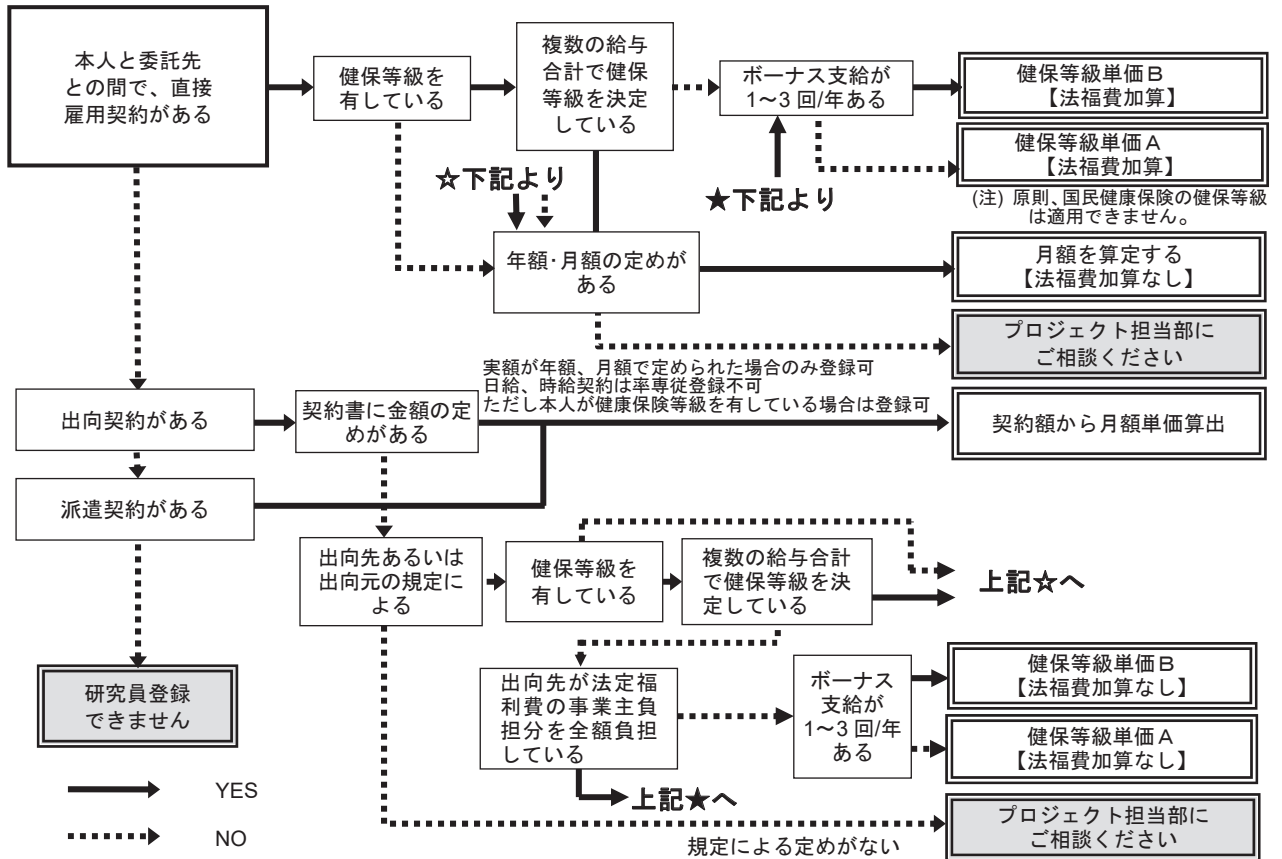 本人と委託先
との間で、直接
雇用契約がある
健保等級を
有している
複数の給与
合計で健保
等級を決定
している
ボーナス支給が
1～3 回/年ある
健保等級単価B
【法福費加算】
健保等級単価A
【法福費加算】
(注) 原則、国民健康保険の健保等級
は適用できません。
☆下記より
★下記より
年額・月額の定めが
ある
月額を算定する
【法福費加算なし】
プロジェクト担当部に
ご相談ください
実額が年額、月額で定められた場合のみ登録可
日給、時給契約は率専従登録不可
ただし本人が健康保険等級を有している場合は登録可
出向契約がある
契約書に金額の定
めがある
契約額から月額単価算出
派遣契約がある
出向先あるいは
出向元の規定に
よる
健保等級を
有している
複数の給与合計
で健保等級を決
定している
上記☆へ
研究員登録
できません
出向先が法定福
利費の事業主負
担分を全額負担
している
ボーナス
支給が
1～3 回/年
ある
健保等級単価B
【法福費加算なし】
健保等級単価A
【法福費加算なし】
上記★へ
YES
NO
規定による定めがない
プロジェクト担当部に
ご相談ください